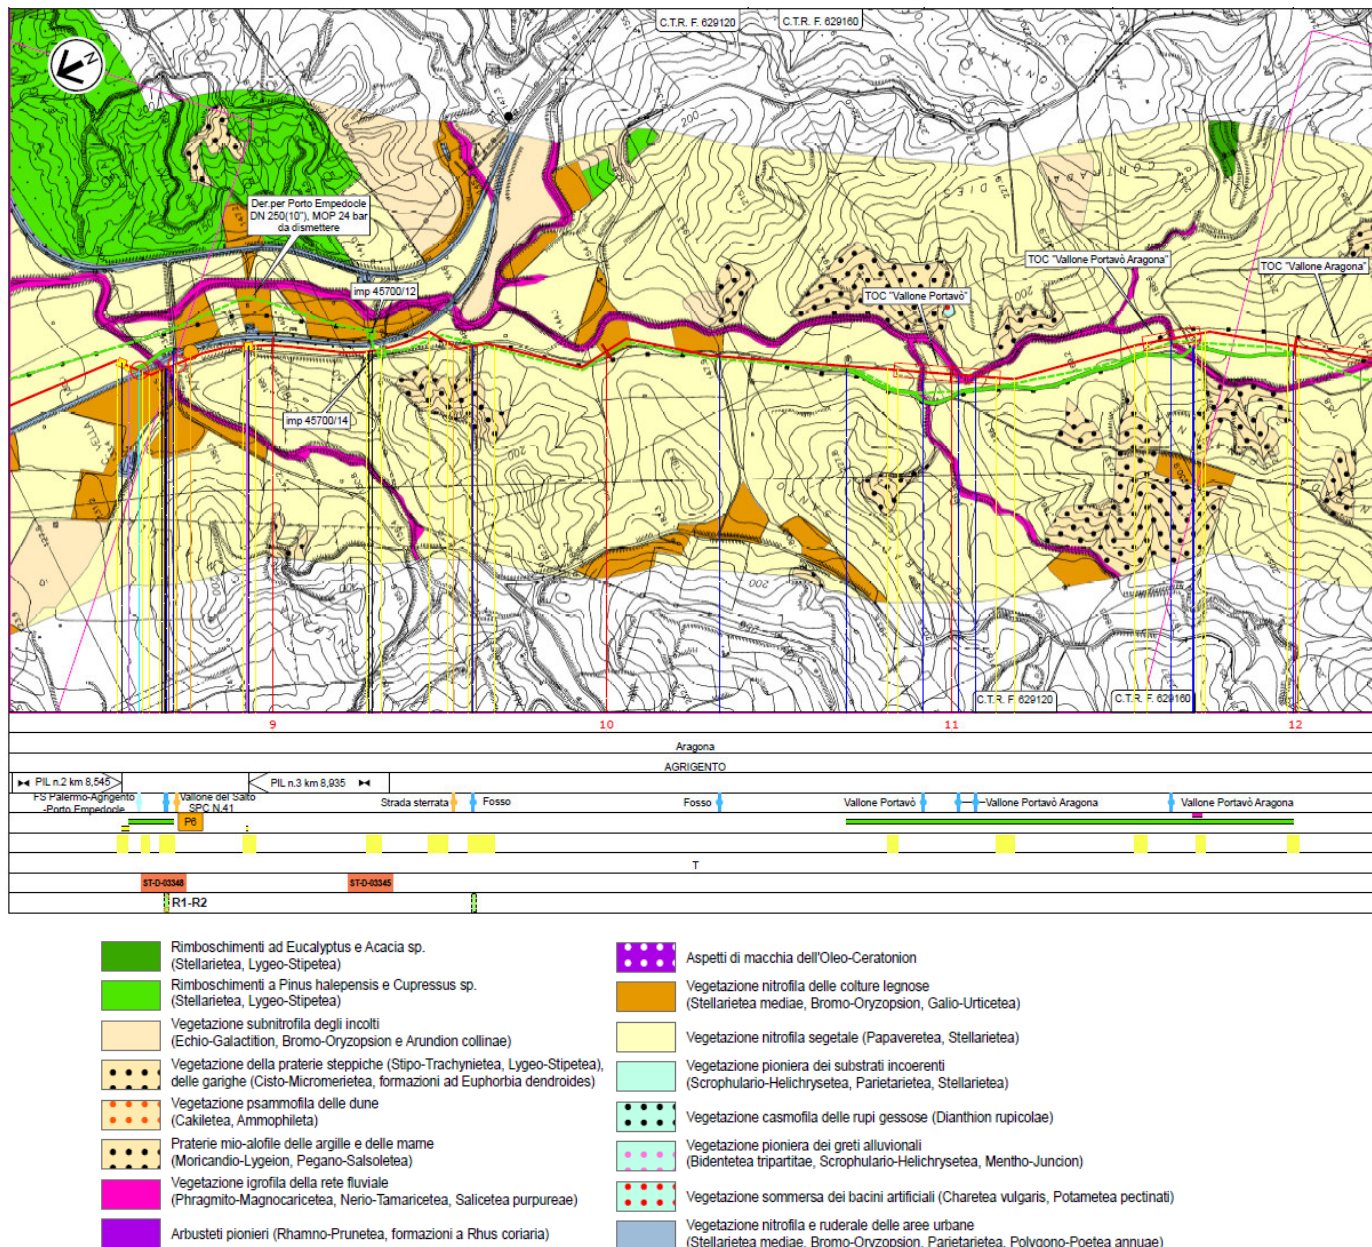 C.T.R. F. 629120
C.T.R. F. 629160
N
Der.per Porto Empedocle
DN 250(10"), MOP 24 bar
da dismettere
imp 45700/12
TOC "Vallone Portavò"
TOC "Vallone Portavò Aragona"
TOC "Vallone Aragona"
imp 45700/14
200
200
200
200
200
C.T.R. F. 629120
C.T.R. F. 629160
9
10
11
12
Aragona
AGRIGENTO
PIL n.2 km 8,545
PIL n.3 km 8,935
FS Palermo-Agrigento
-Porto Empedocle
Vallone del Salto
SPC N.41
Strada sterrata
Fosso
Fosso
Vallone Portavò
Vallone Portavò Aragona
Vallone Portavò Aragona
P6
T
ST-D-03348
ST-D-03345
R1-R2
Rimboschimenti ad Eucalyptus e Acacia sp.
(Stellarietea, Lygeo-Stipetea)
Rimboschimenti a Pinus halepensis e Cupressus sp.
(Stellarietea, Lygeo-Stipetea)
Vegetazione subnitrofila degli incolti
(Echio-Galactition, Bromo-Oryzopsion e Arundion collinae)
Vegetazione della praterie steppiche (Stipo-Trachynietea, Lygeo-Stipetea),
delle garighe (Cisto-Micromerietea, formazioni ad Euphorbia dendroides)
Vegetazione psammofila delle dune
(Cakiletea, Ammophileta)
Praterie mio-alofile delle argille e delle marne
(Moricandio-Lygeion, Pegano-Salsoletea)
Vegetazione igrofila della rete fluviale
(Phragmito-Magnocaricetea, Nerio-Tamaricetea, Salicetea purpureae)
Arbusteti pionieri (Rhamno-Prunetea, formazioni a Rhus coriaria)
Aspetti di macchia dell'Oleo-Ceratonion
Vegetazione nitrofila delle colture legnose
(Stellarietea mediae, Bromo-Oryzopsion, Galio-Urticetea)
Vegetazione nitrofila segetale (Papaveretea, Stellarietea)
Vegetazione pioniera dei substrati incoerenti
(Scrophulario-Helichrysetea, Parietarietea, Stellarietea)
Vegetazione casmofila delle rupi gessose (Dianthion rupicolae)
Vegetazione pioniera dei greti alluvionali
(Bidentetea tripartitae, Scrophulario-Helichrysetea, Mentho-Juncion)
Vegetazione sommersa dei bacini artificiali (Charetea vulgaris, Potametea pectinati)
Vegetazione nitrofila e ruderale delle aree urbane
(Stellarietea mediae, Bromo-Oryzopsion, Parietarietea, Polygono-Poetea annuae)